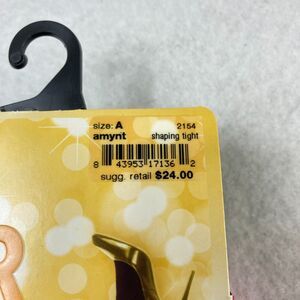 size: A 2154
amynt shaping tight
8 43953 17136 2
sugg. retail $24.00